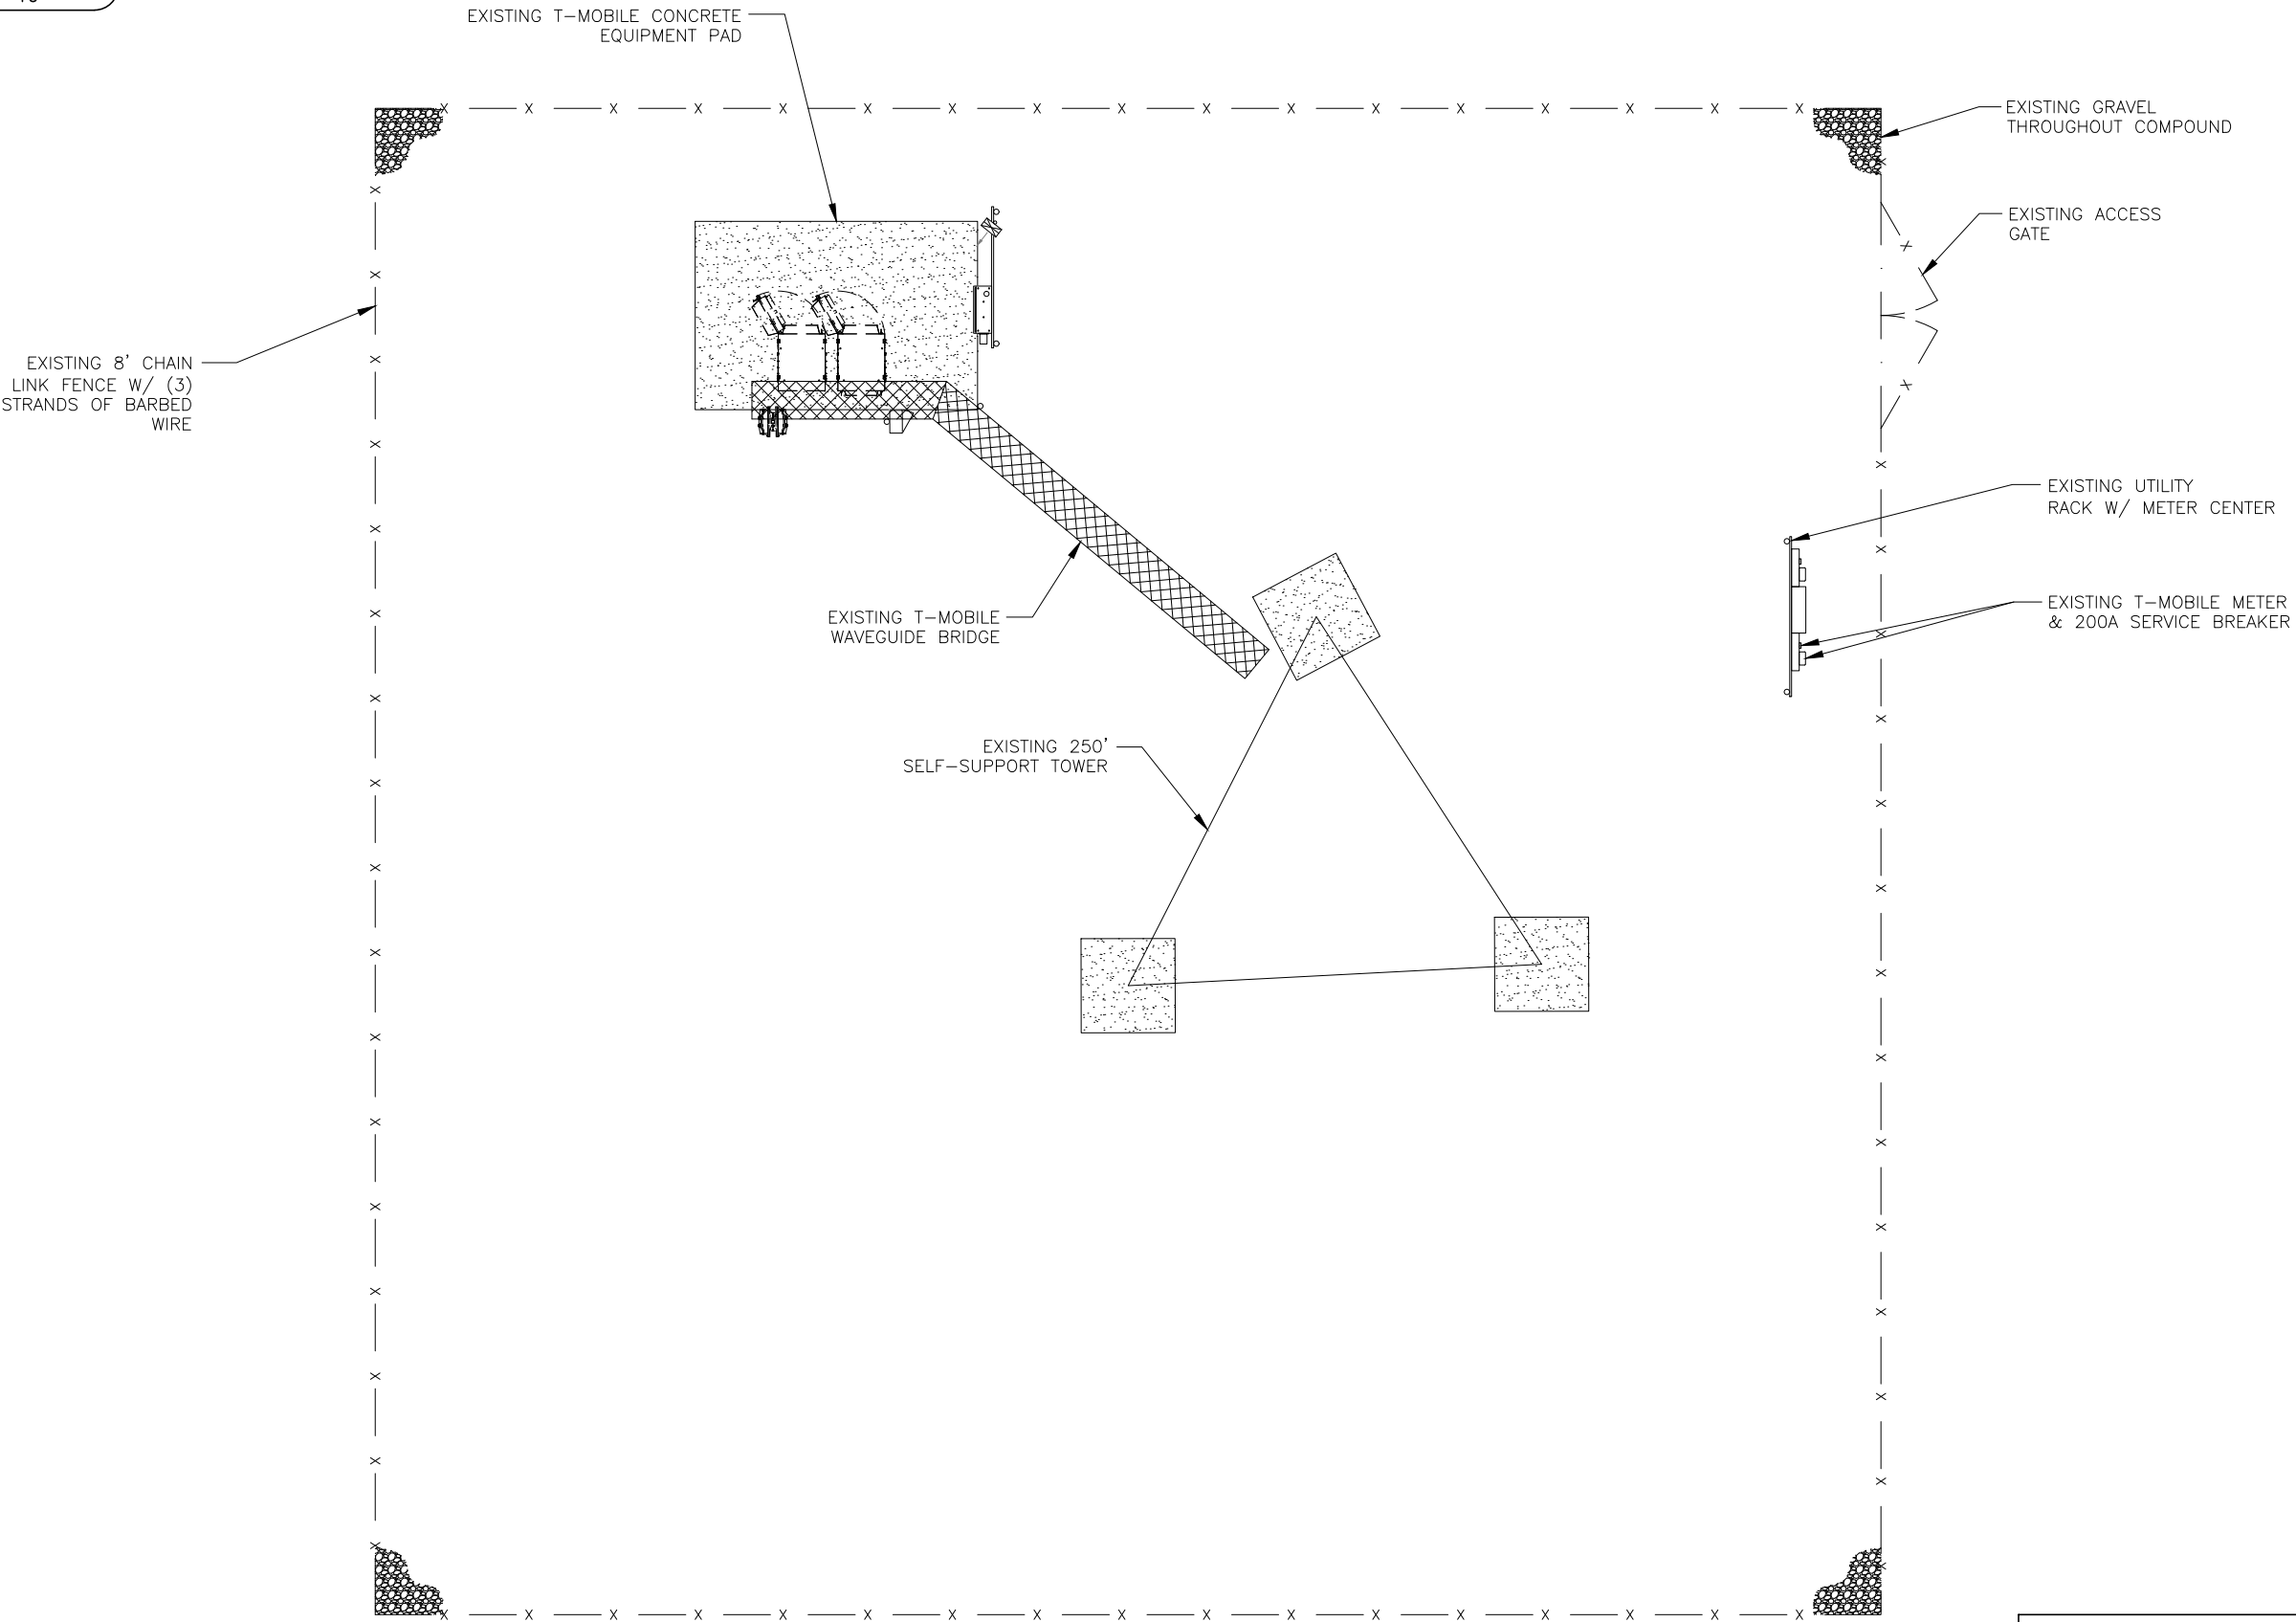 EXISTING T-MOBILE CONCRETE
EQUIPMENT PAD
EXISTING GRAVEL
THROUGHOUT COMPOUND
EXISTING ACCESS
GATE
EXISTING 8' CHAIN
LINK FENCE W/ (3)
STRANDS OF BARBED
WIRE
EXISTING UTILITY
RACK W/ METER CENTER
EXISTING T-MOBILE METER
& 200A SERVICE BREAKER
EXISTING T-MOBILE
WAVEGUIDE BRIDGE
EXISTING 250'
SELF-SUPPORT TOWER